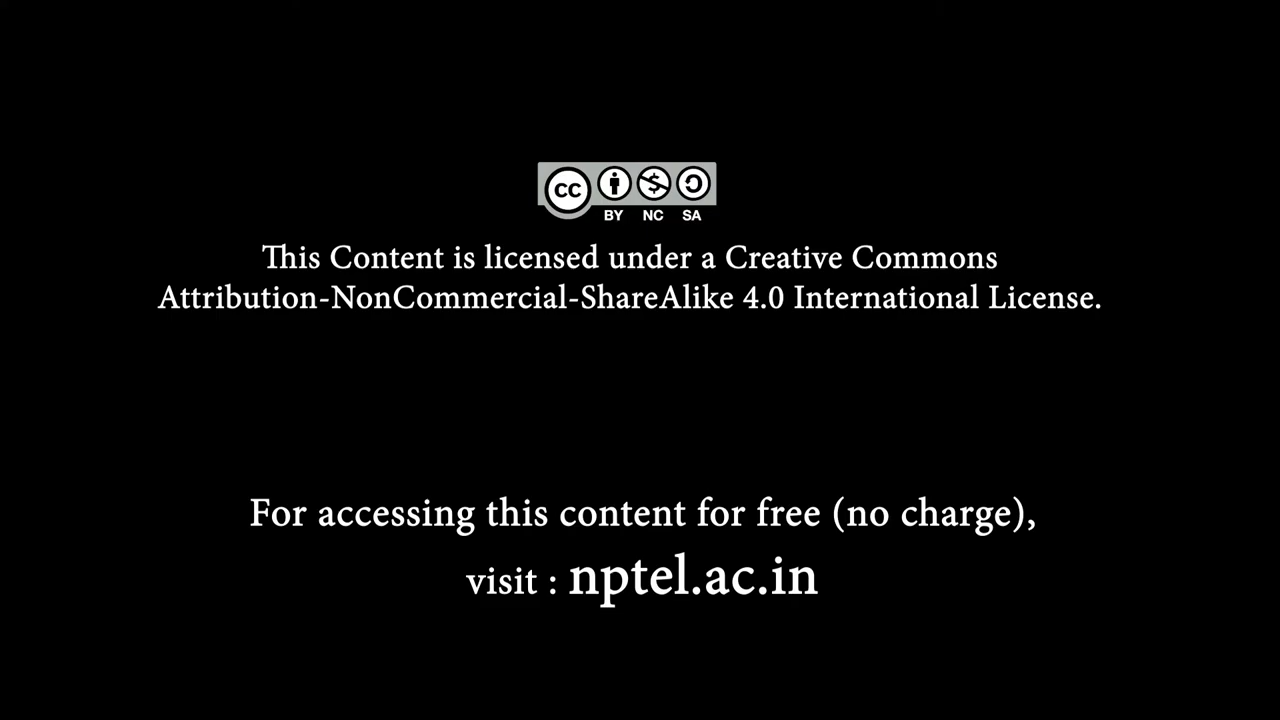 CC BY NC SA
This Content is licensed under a Creative Commons
Attribution-NonCommercial-ShareAlike 4.0 International License.
For accessing this content for free (no charge),
visit : nptel.ac.in